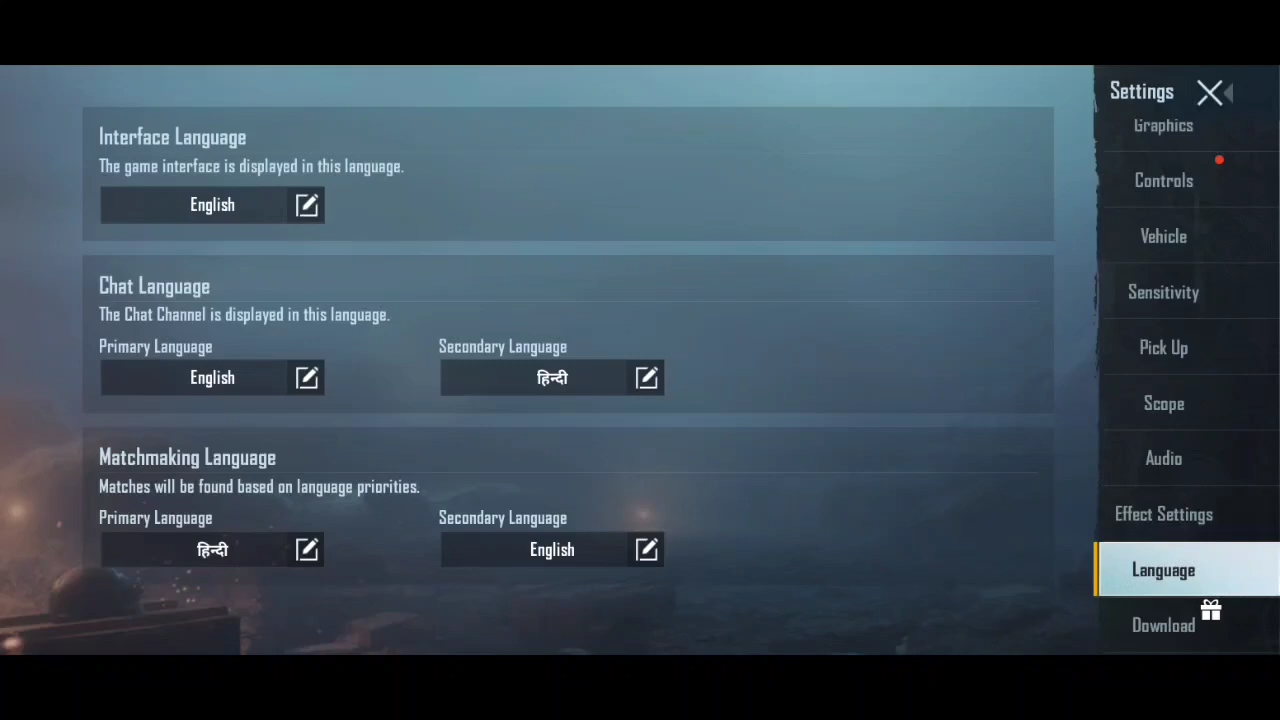 Settings
Graphics
Controls
Vehicle
Sensitivity
Pick Up
Scope
Audio
Effect Settings
Language
Download
Interface Language
The game interface is displayed in this language.
English
Chat Language
The Chat Channel is displayed in this language.
Primary Language Secondary Language
English हिन्दी
Matchmaking Language
Matches will be found based on language priorities.
Primary Language Secondary Language
हिन्दी English